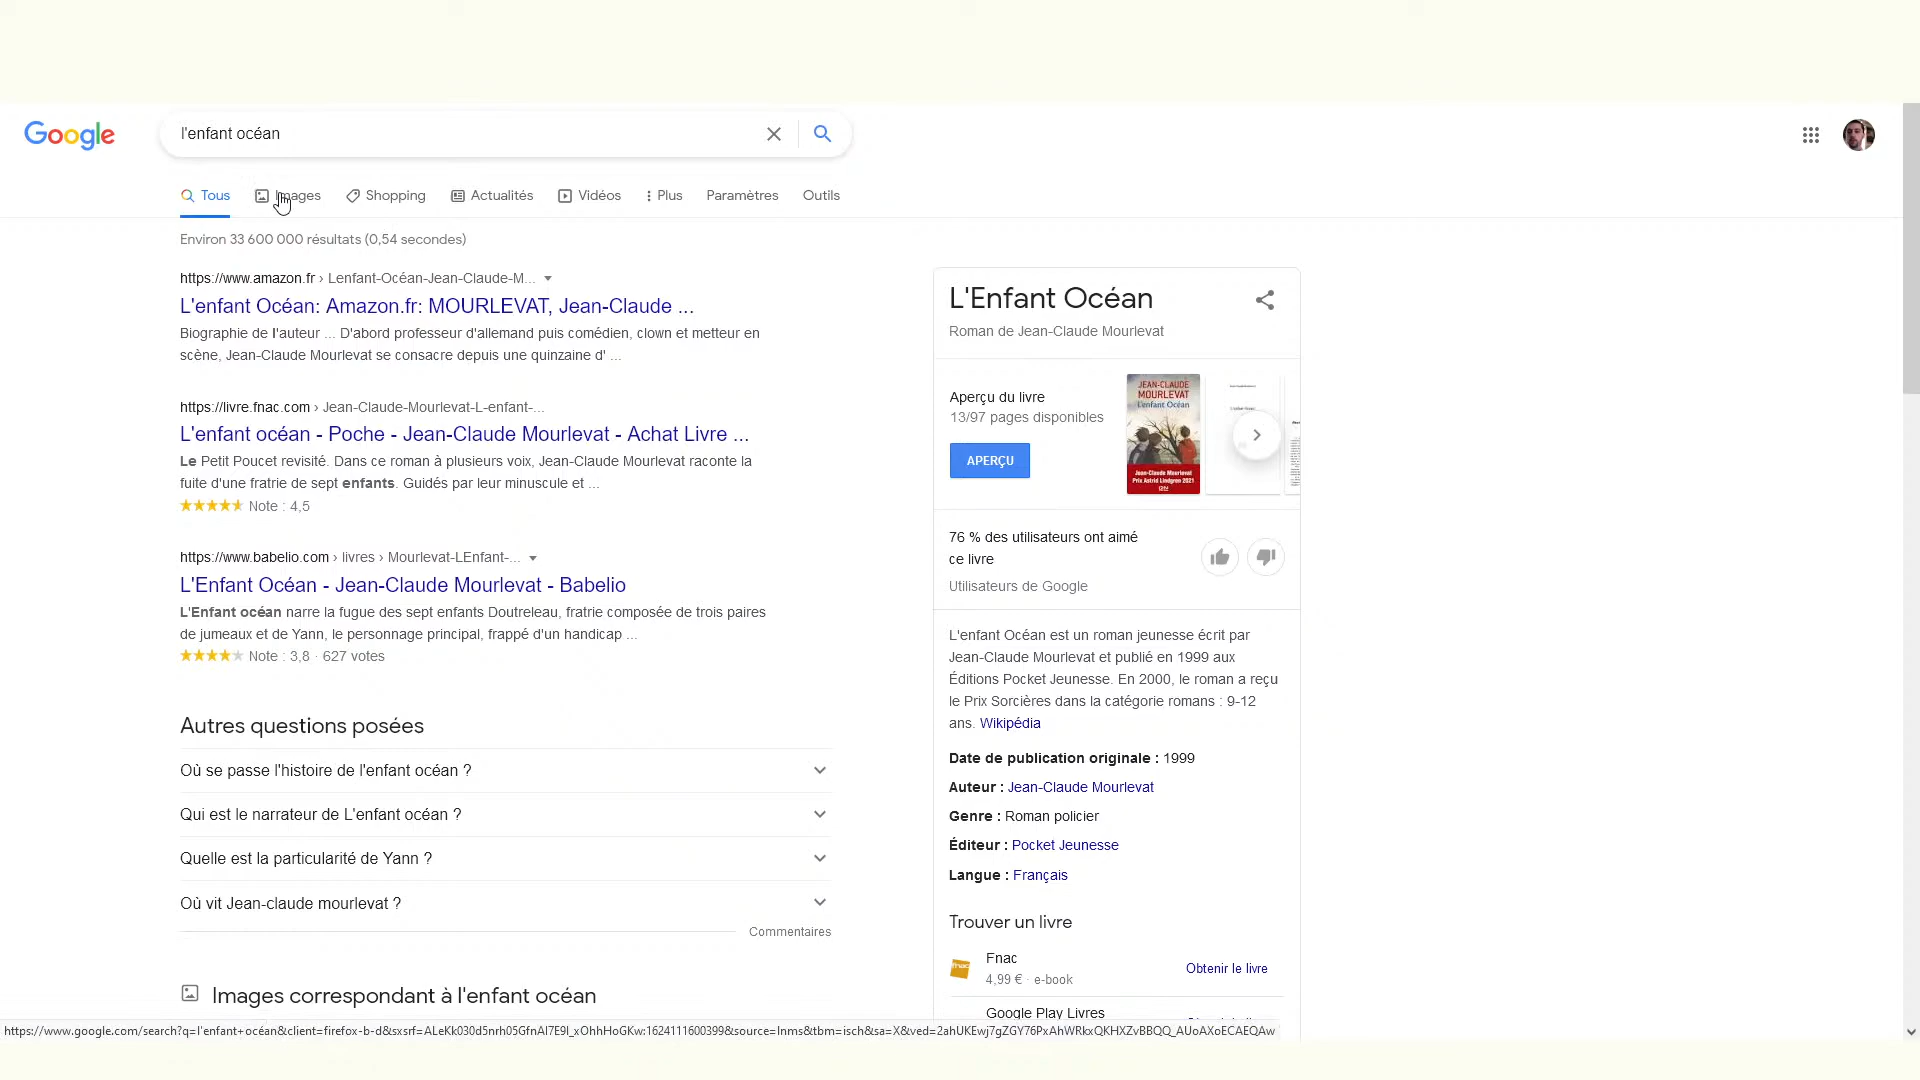 Google
l'enfant océan
Tous
Images
Shopping
Actualités
Vidéos
Plus
Paramètres
Outils
Environ 33 600 000 résultats (0,54 secondes)
https://www.amazon.fr › Lenfant-Océan-Jean-Claude-M...
L'enfant Océan: Amazon.fr: MOURLEVAT, Jean-Claude ...
Biographie de l'auteur ... D'abord professeur d'allemand puis comédien, clown et metteur en
scène, Jean-Claude Mourlevat se consacre depuis une quinzaine d' ...
https://livre.fnac.com › Jean-Claude-Mourlevat-L-enfant-...
L'enfant océan - Poche - Jean-Claude Mourlevat - Achat Livre ...
Le Petit Poucet revisité. Dans ce roman à plusieurs voix, Jean-Claude Mourlevat raconte la
fuite d'une fratrie de sept enfants. Guidés par leur minuscule et ...
Note : 4,5
https://www.babelio.com › livres › Mourlevat-LEnfant-...
L'Enfant Océan - Jean-Claude Mourlevat - Babelio
L'Enfant océan narre la fugue des sept enfants Doutreleau, fratrie composée de trois paires
de jumeaux et de Yann, le personnage principal, frappé d'un handicap ...
Note : 3,8 · 627 votes
Autres questions posées
Où se passe l'histoire de l'enfant océan ?
Qui est le narrateur de L'enfant océan ?
Quelle est la particularité de Yann ?
Où vit Jean-claude mourlevat ?
Commentaires
Images correspondant à l'enfant océan
L'Enfant Océan
Roman de Jean-Claude Mourlevat
Aperçu du livre
13/97 pages disponibles
APERÇU
JEAN-CLAUDE
MOURLEVAT
L'enfant Océan
Jean-Claude Mourlevat
Prix Astrid Lindgren 2021
76 % des utilisateurs ont aimé
ce livre
Utilisateurs de Google
L'enfant Océan est un roman jeunesse écrit par
Jean-Claude Mourlevat et publié en 1999 aux
Éditions Pocket Jeunesse. En 2000, le roman a reçu
le Prix Sorcières dans la catégorie romans : 9-12
ans. Wikipédia
Date de publication originale : 1999
Auteur : Jean-Claude Mourlevat
Genre : Roman policier
Éditeur : Pocket Jeunesse
Langue : Français
Trouver un livre
fnac
Fnac
4,99 € · e-book
Obtenir le livre
Google Play Livres